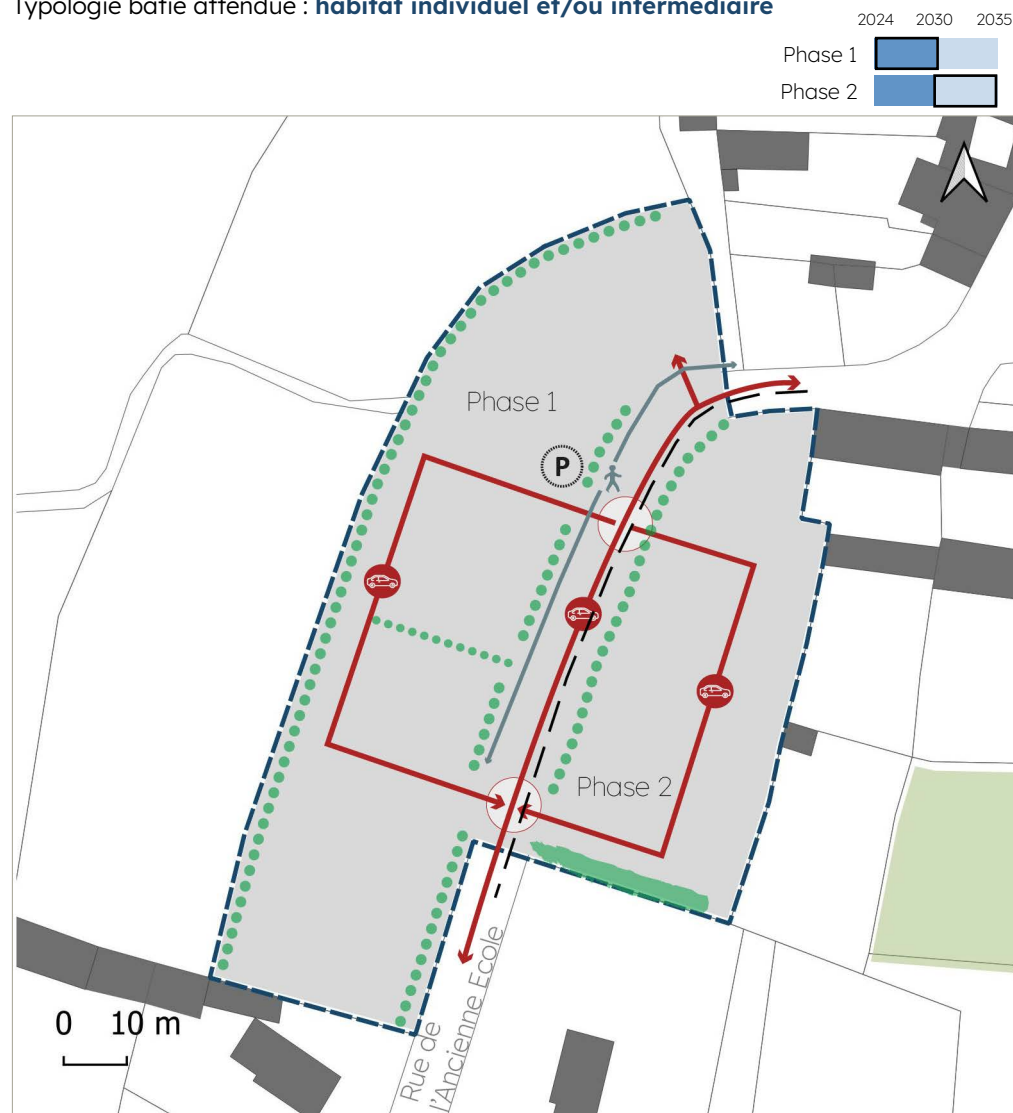 Typologie bâtie attendue : habitat individuel et/ou intermédiaire
2024 2030 2035
Phase 1
Phase 2
Phase 1
P
Phase 2
0 10 m
Rue de
l'Ancienne Ecole